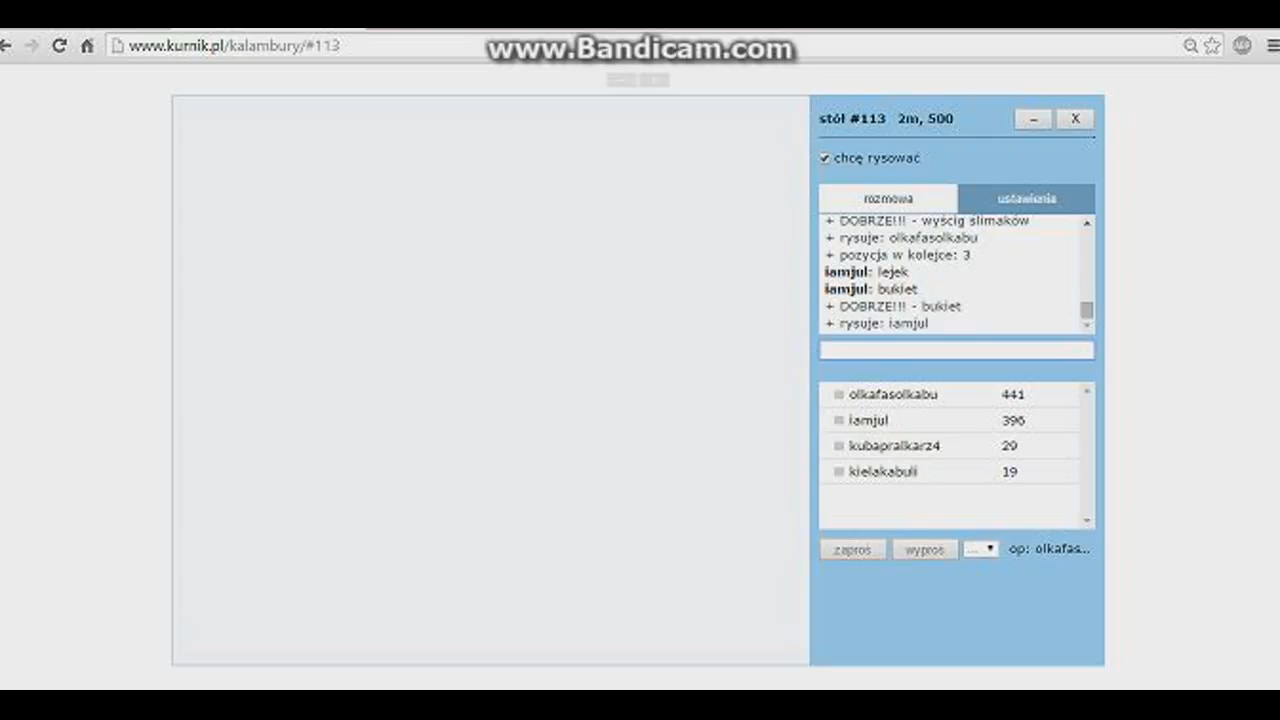 www.kurnik.pl/kalambury/#113
www.Bandicam.com
stół #113 2m, 500
– X
chcę rysować
rozmowa ustawienia
+ DOBRZE!!! - wyścig ślimaków
+ rysuje: olkafasolkabu
+ pozycja w kolejce: 3
iamjul: lejek
iamjul: bukiet
+ DOBRZE!!! - bukiet
+ rysuje: iamjul
olkafasolkabu 441
iamjul 396
kubapralkarz4 29
kielakabuli 19
zaproś wyproś ... op: olkafas...